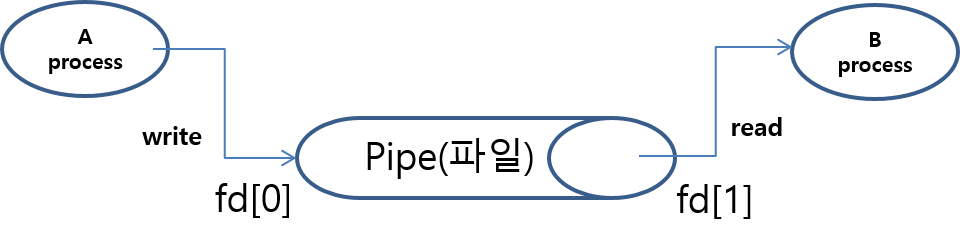 A
process
B
process
write
read
Pipe(파일)
fd[0]
fd[1]